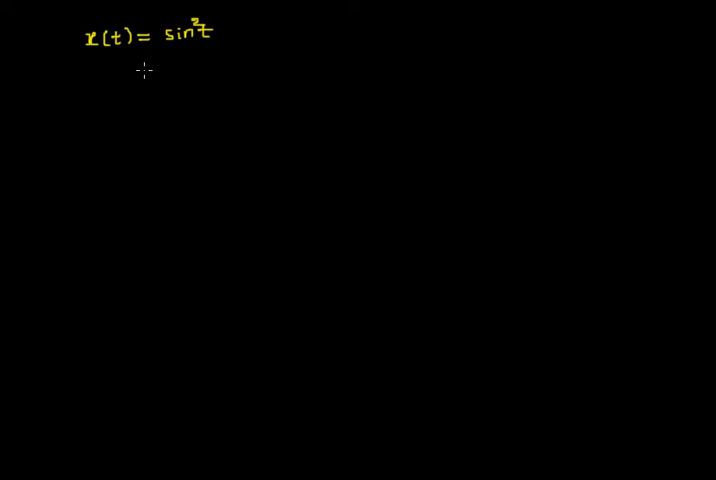 x(t) = sin²t